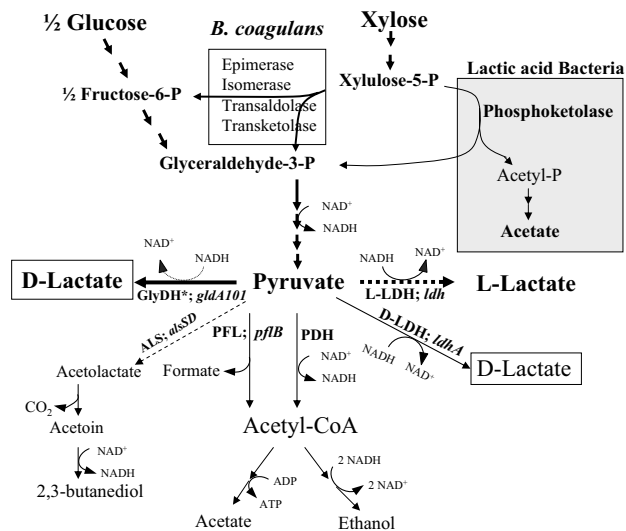 ½ Glucose
B. coagulans
Xylose
Epimerase
Isomerase
Transaldolase
Transketolase
Xylulose-5-P
Lactic acid Bacteria
½ Fructose-6-P
Phosphoketolase
Glyceraldehyde-3-P
Acetyl-P
Acetate
NAD⁺
NADH
NAD⁺
NADH
NADH
NAD⁺
D-Lactate
Pyruvate
L-Lactate
GlyDH*; gldA101
L-LDH; ldh
ALS; alsSD
PFL; pflB
PDH
D-LDH; ldhA
NADH
NAD⁺
D-Lactate
Acetolactate
Formate
NAD⁺
NADH
CO₂
Acetoin
Acetyl-CoA
NAD⁺
NADH
2,3-butanediol
ADP
ATP
2 NADH
2 NAD⁺
Acetate
Ethanol